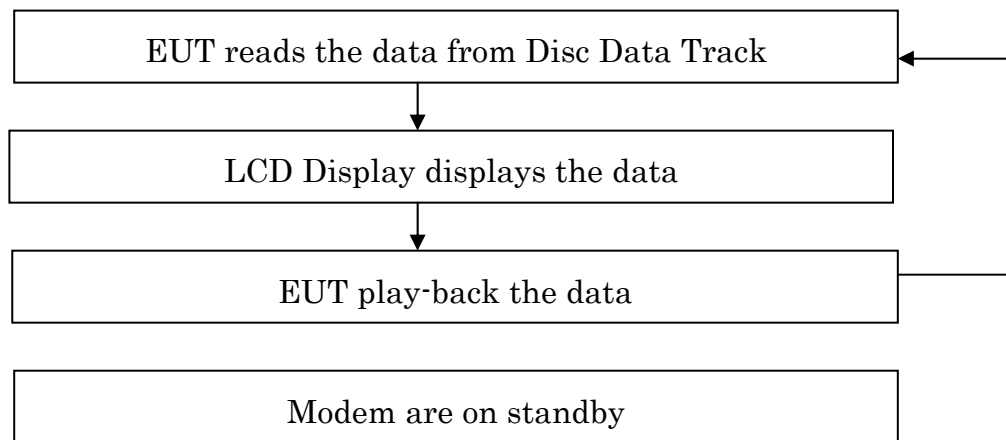 EUT reads the data from Disc Data Track
LCD Display displays the data
EUT play-back the data
Modem are on standby